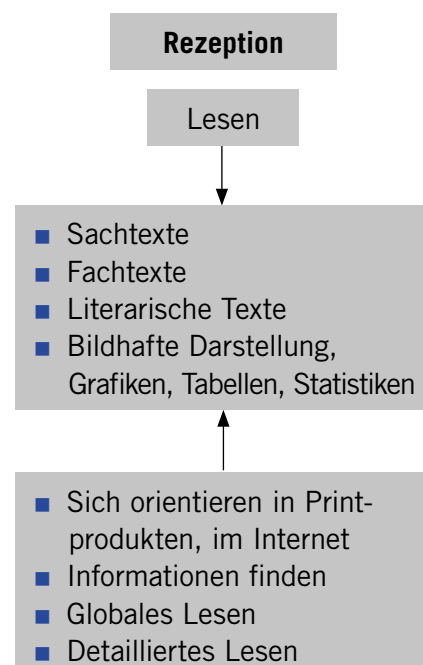 Rezeption
Lesen
■ Sachtexte
■ Fachtexte
■ Literarische Texte
■ Bildhafte Darstellung,
Grafiken, Tabellen, Statistiken
■ Sich orientieren in Print-
produkten, im Internet
■ Informationen finden
■ Globales Lesen
■ Detailliertes Lesen